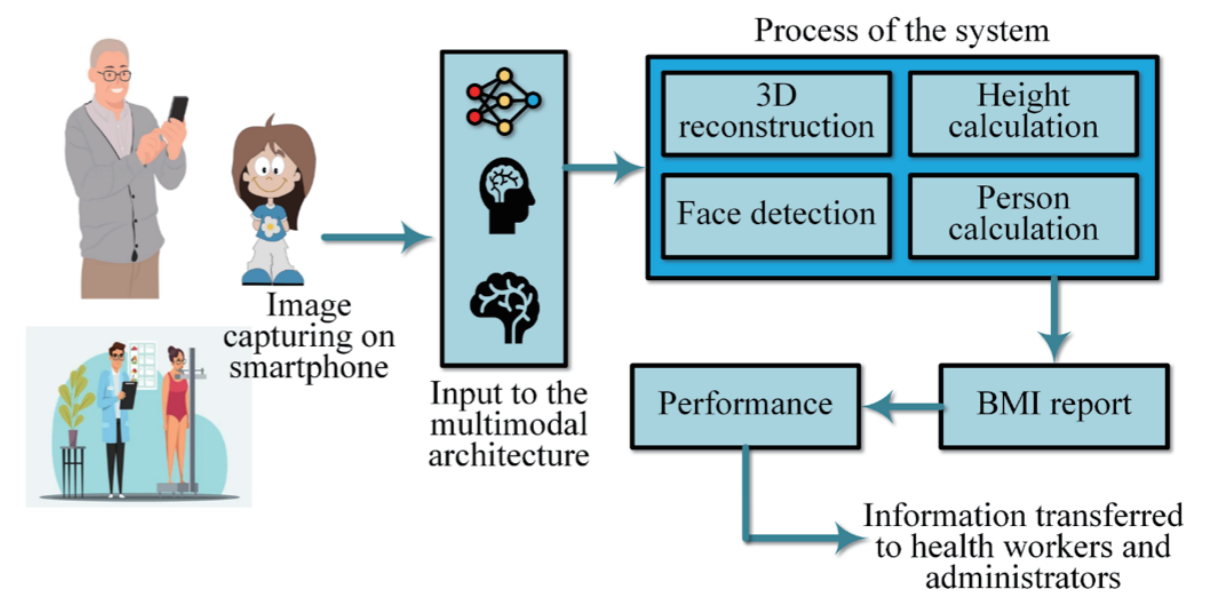 Process of the system
3D
reconstruction
Height
calculation
Face detection
Person
calculation
Image
capturing on
smartphone
Input to the
multimodal
architecture
Performance
BMI report
Information transferred
to health workers and
administrators